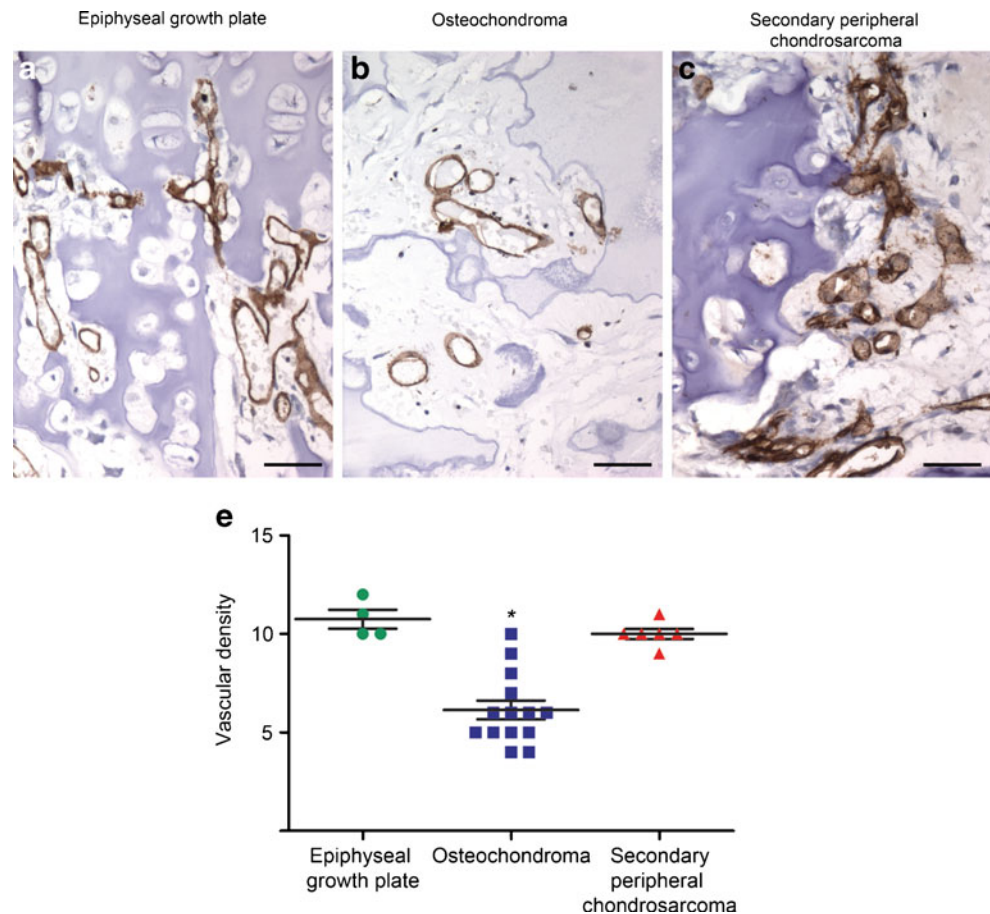 Epiphyseal growth plate
Osteochondroma
Secondary peripheral
chondrosarcoma
a
b
c
e
15
10
5
Vascular density
*
Epiphyseal
growth plate
Osteochondroma
Secondary
peripheral
chondrosarcoma